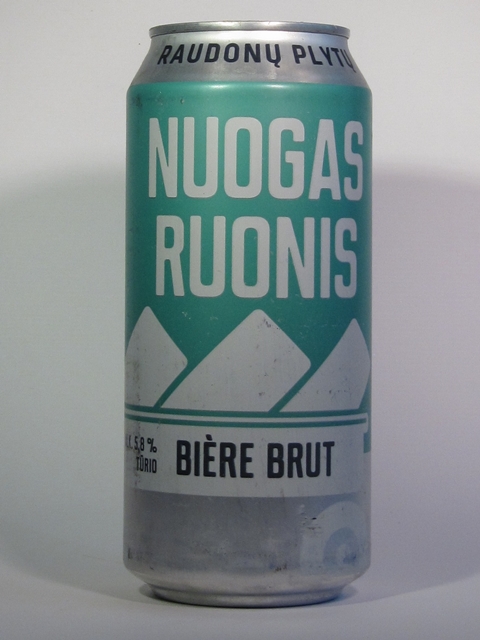 RAUDONŲ PLYTŲ
NUOGAS
RUONIS
5,8 %
TŪRIO
BIÈRE BRUT